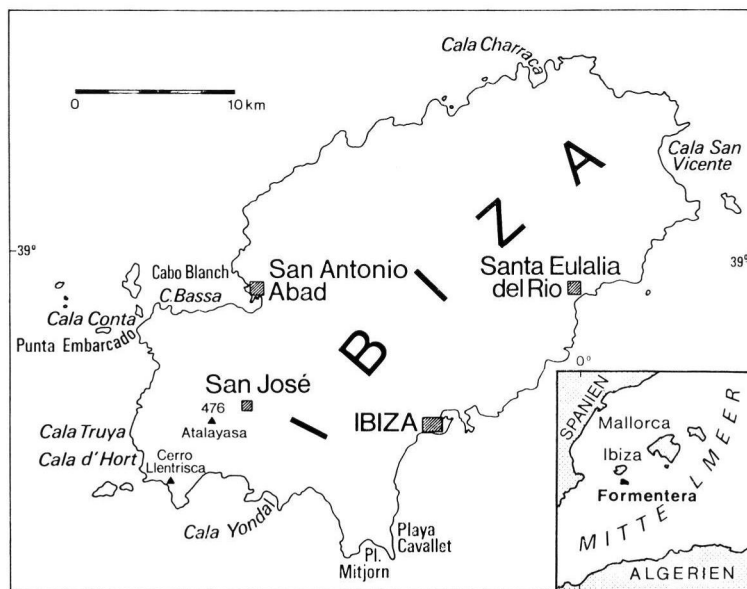 Cala Charraca
0 10 km
Cala San
Vicente
IBIZA
39°
39°
Cabo Blanch
C. Bassa
San Antonio
Abad
Santa Eulalia
del Rio
Cala Conta
Punta Embarcado
San José
476
Atalayasa
IBIZA
Cala Truya
Cala d'Hort
Cerro
Llentrisca
Cala Yondal
Playa
Cavallet
Pl.
Mitjorn
0°
SPANIEN
Mallorca
Ibiza
Formentera
MITTELMEER
ALGERIEN